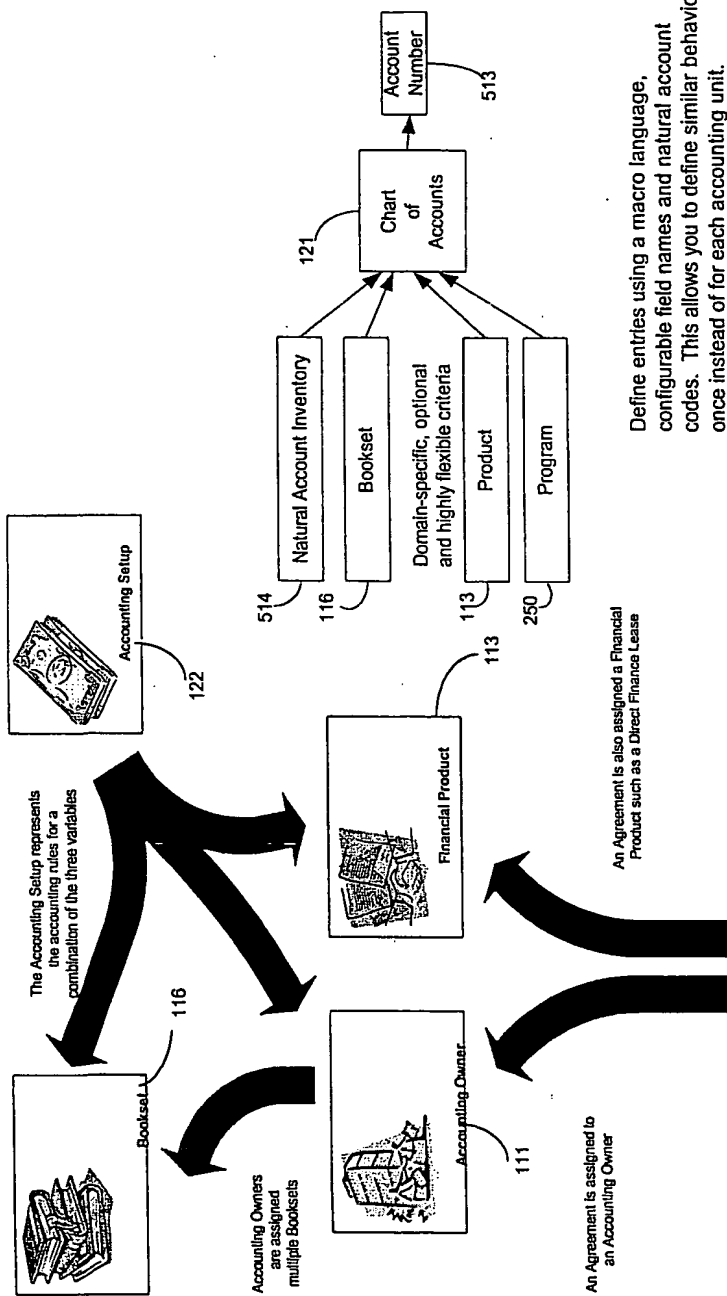 The Accounting Setup represents
the accounting rules for a
combination of the three variables
Accounting Setup
122
Bookset
116
Accounting Owners
are assigned
multiple Booksets
Accounting Owner
111
Financial Product
113
An Agreement is assigned to
an Accounting Owner
An Agreement is also assigned a Financial
Product such as a Direct Finance Lease
Natural Account Inventory
514
Bookset
116
Domain-specific, optional
and highly flexible criteria
Product
113
Program
250
121
Chart
of
Accounts
Account
Number
513
Define entries using a macro language,
configurable field names and natural account
codes. This allows you to define similar
once instead of for each accounting unit.